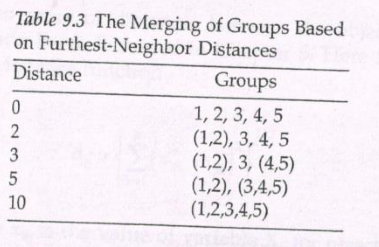 Table 9.3 The Merging of Groups Based
on Furthest-Neighbor Distances
Distance Groups
0 1, 2, 3, 4, 5
2 (1,2), 3, 4, 5
3 (1,2), 3, (4,5)
5 (1,2), (3,4,5)
10 (1,2,3,4,5)